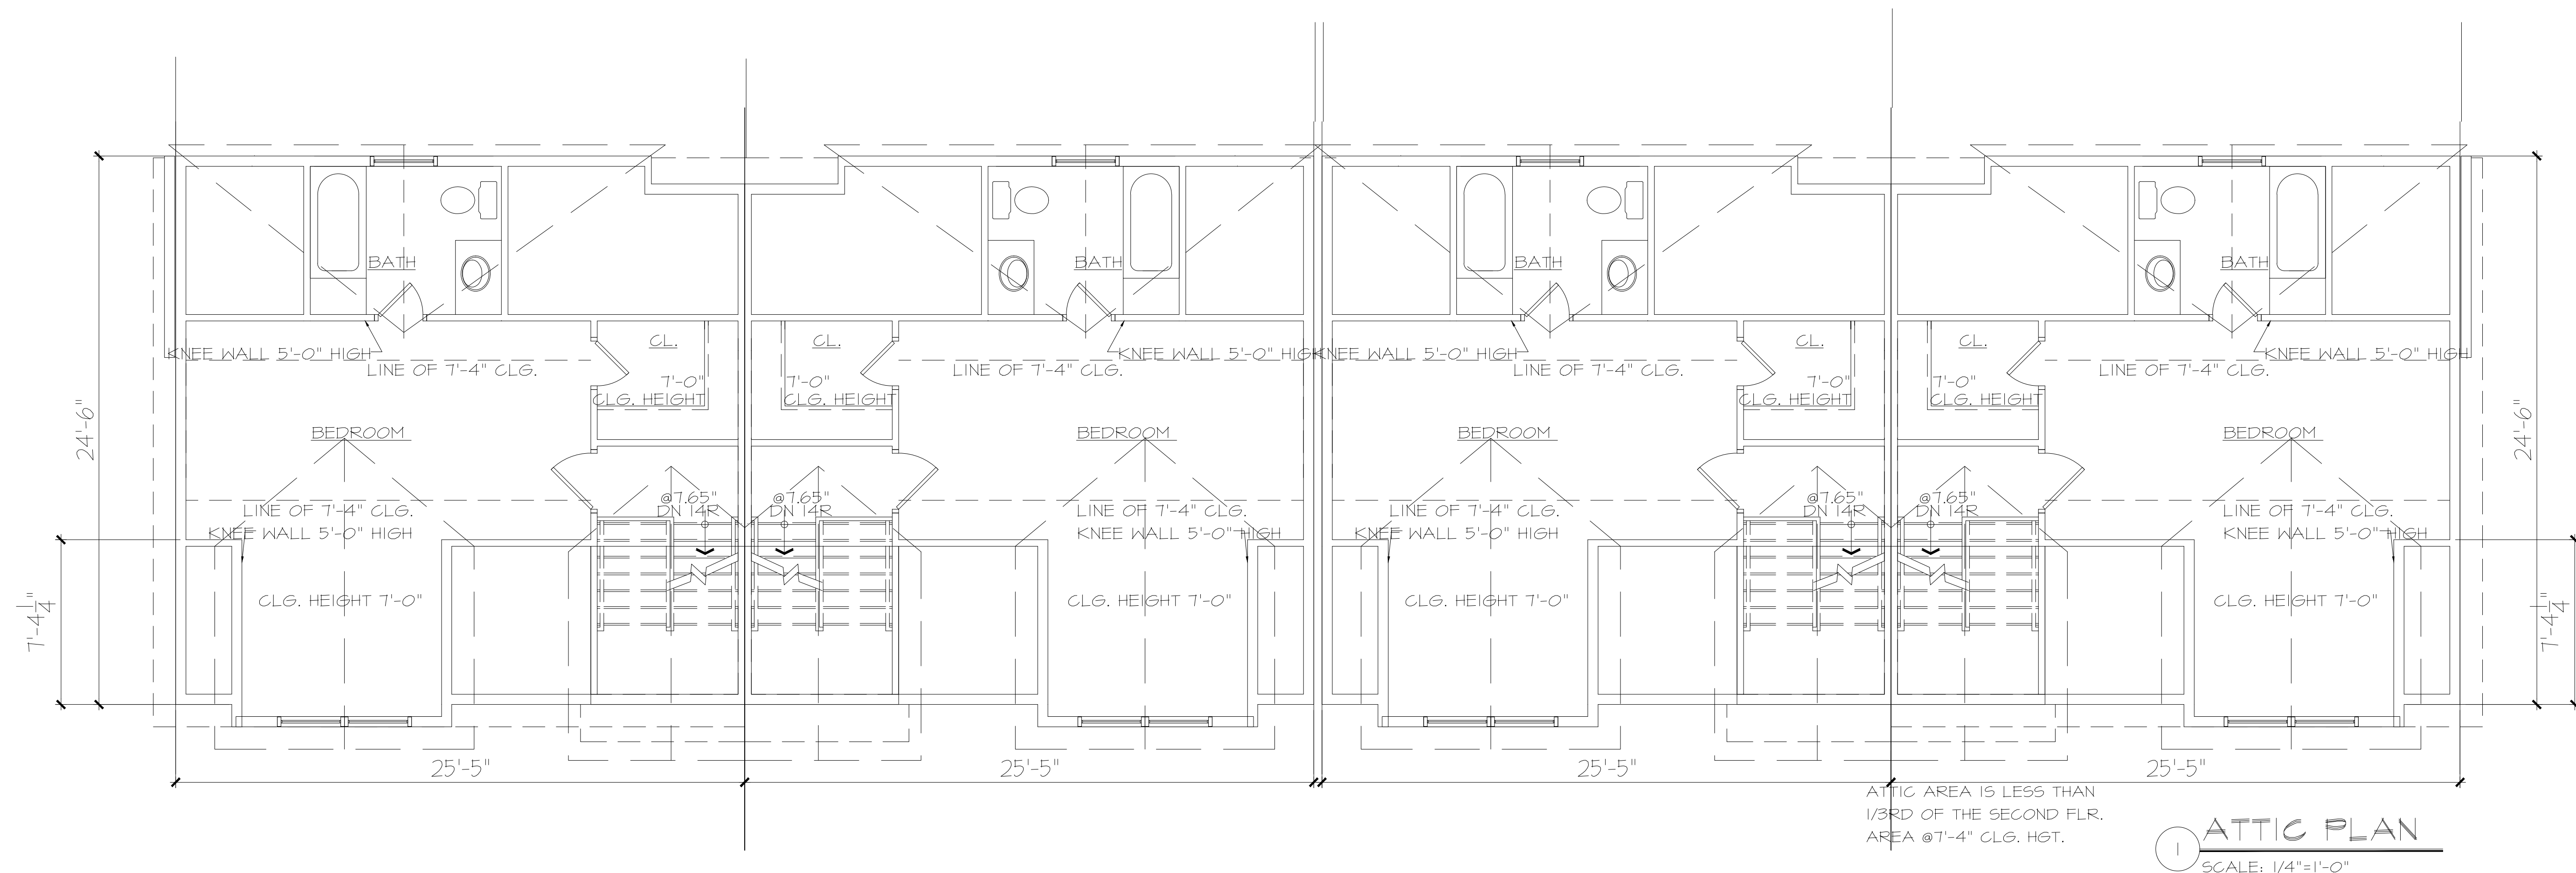 BATH
BATH
BATH
BATH
CL.
CL.
CL.
CL.
KNEE WALL 5'-0" HIGH
KNEE WALL 5'-0" HIGH
KNEE WALL 5'-0" HIGH
KNEE WALL 5'-0" HIGH
LINE OF 7'-4" CLG.
LINE OF 7'-4" CLG.
LINE OF 7'-4" CLG.
LINE OF 7'-4" CLG.
7'-0"
CLG. HEIGHT
7'-0"
CLG. HEIGHT
7'-0"
CLG. HEIGHT
7'-0"
CLG. HEIGHT
24'-6"
24'-6"
BEDROOM
BEDROOM
BEDROOM
BEDROOM
@7.65"
DN 14R
@7.65"
DN 14R
@7.65"
DN 14R
@7.65"
DN 14R
LINE OF 7'-4" CLG.
KNEE WALL 5'-0" HIGH
LINE OF 7'-4" CLG.
KNEE WALL 5'-0" HIGH
LINE OF 7'-4" CLG.
KNEE WALL 5'-0" HIGH
LINE OF 7'-4" CLG.
KNEE WALL 5'-0" HIGH
7'-4 1/4"
7'-4 1/4"
CLG. HEIGHT 7'-0"
CLG. HEIGHT 7'-0"
CLG. HEIGHT 7'-0"
CLG. HEIGHT 7'-0"
25'-5"
25'-5"
25'-5"
25'-5"
ATTIC AREA IS LESS THAN
1/3RD OF THE SECOND FLR.
AREA @7'-4" CLG. HGT.
1
ATTIC PLAN
SCALE: 1/4"=1'-0"